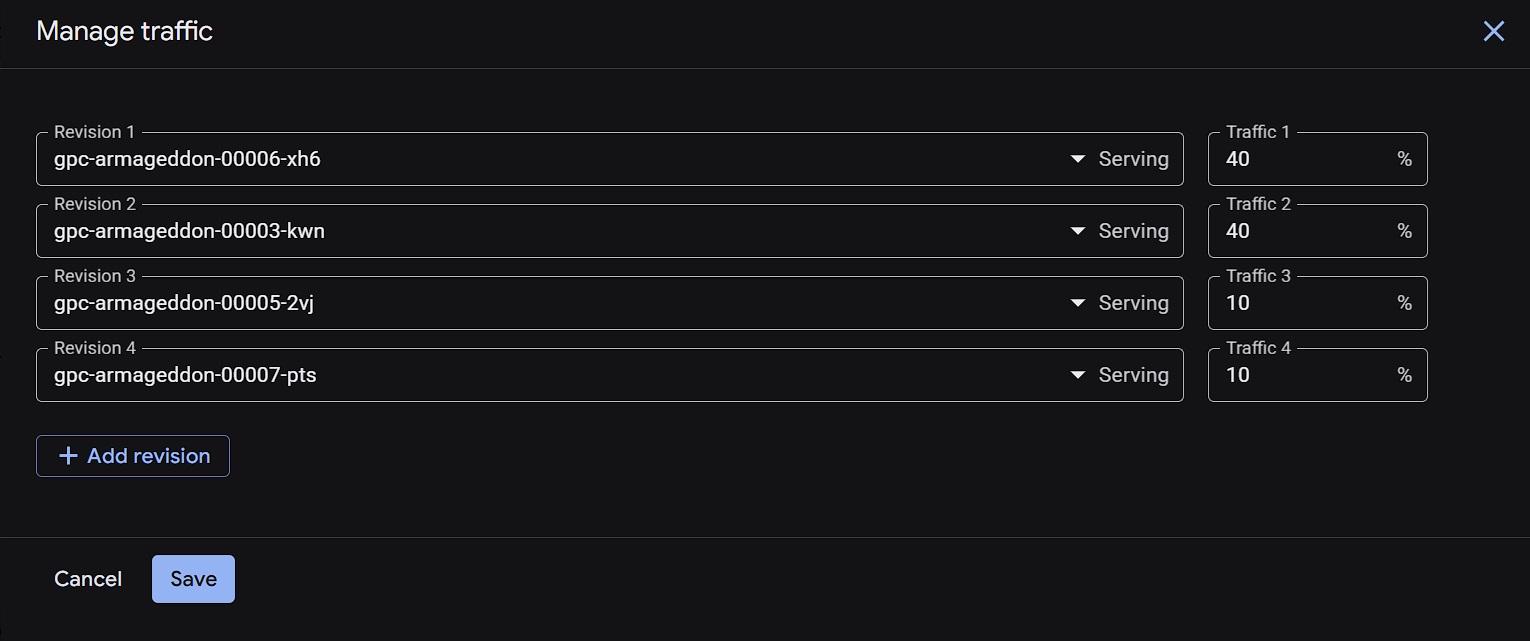 Manage traffic
Revision 1
gpc-armageddon-00006-xh6
Serving
Traffic 1
40
%
Revision 2
gpc-armageddon-00003-kwn
Serving
Traffic 2
40
%
Revision 3
gpc-armageddon-00005-2vj
Serving
Traffic 3
10
%
Revision 4
gpc-armageddon-00007-pts
Serving
Traffic 4
10
%
Add revision
Cancel
Save